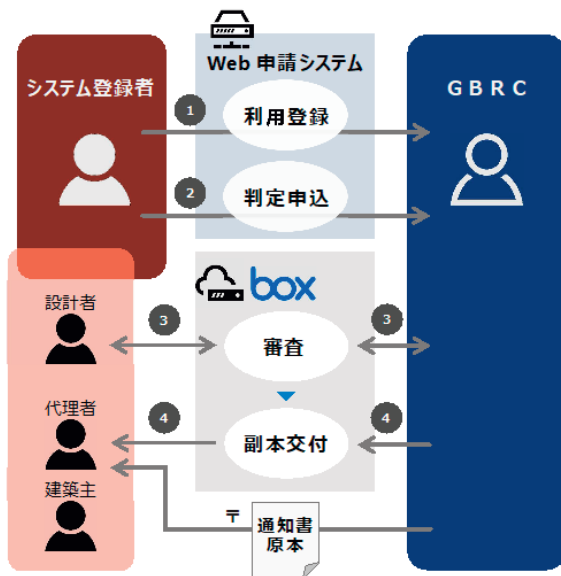 Web 申請システム
システム登録者
GBRC
1
利用登録
2
判定申込
box
設計者
3
審査
3
代理者
4
副本交付
4
建築主
〒
通知書
原本